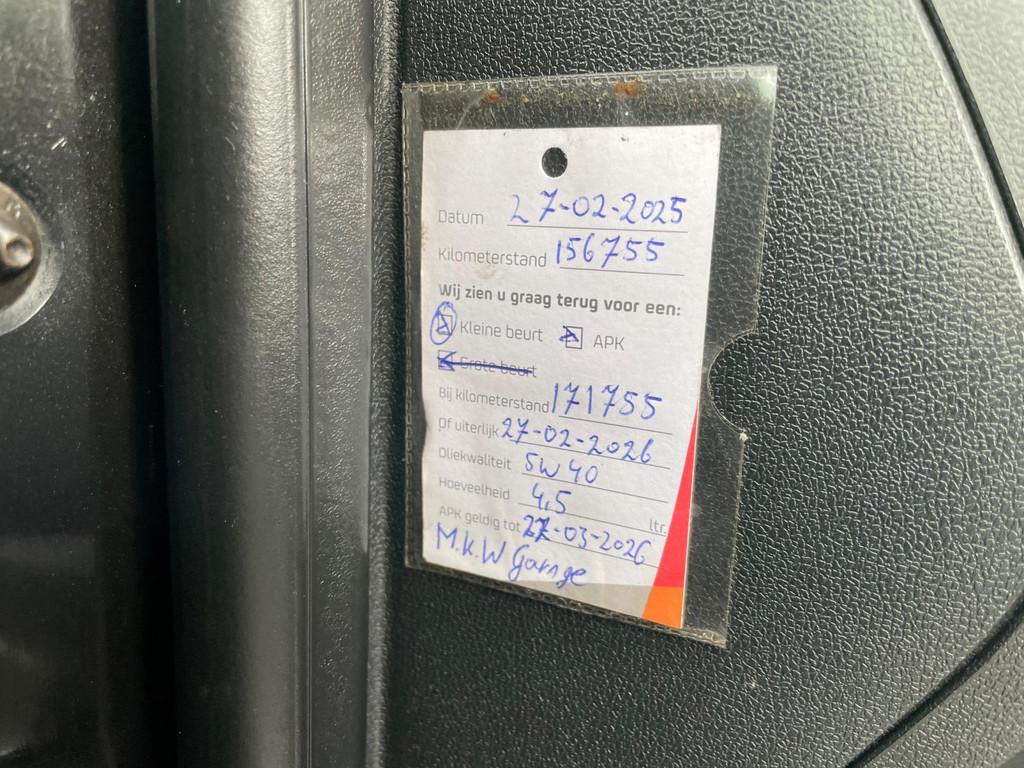 Datum 27-02-2025
Kilometerstand 156755
Wij zien u graag terug voor een:
Kleine beurt APK
Grote beurt
Bij kilometerstand 171755
Of uiterlijk 27-02-2026
Oliekwaliteit 5W40
Hoeveelheid 4,5 ltr.
APK geldig tot 27-03-2026
M.K.W Garage